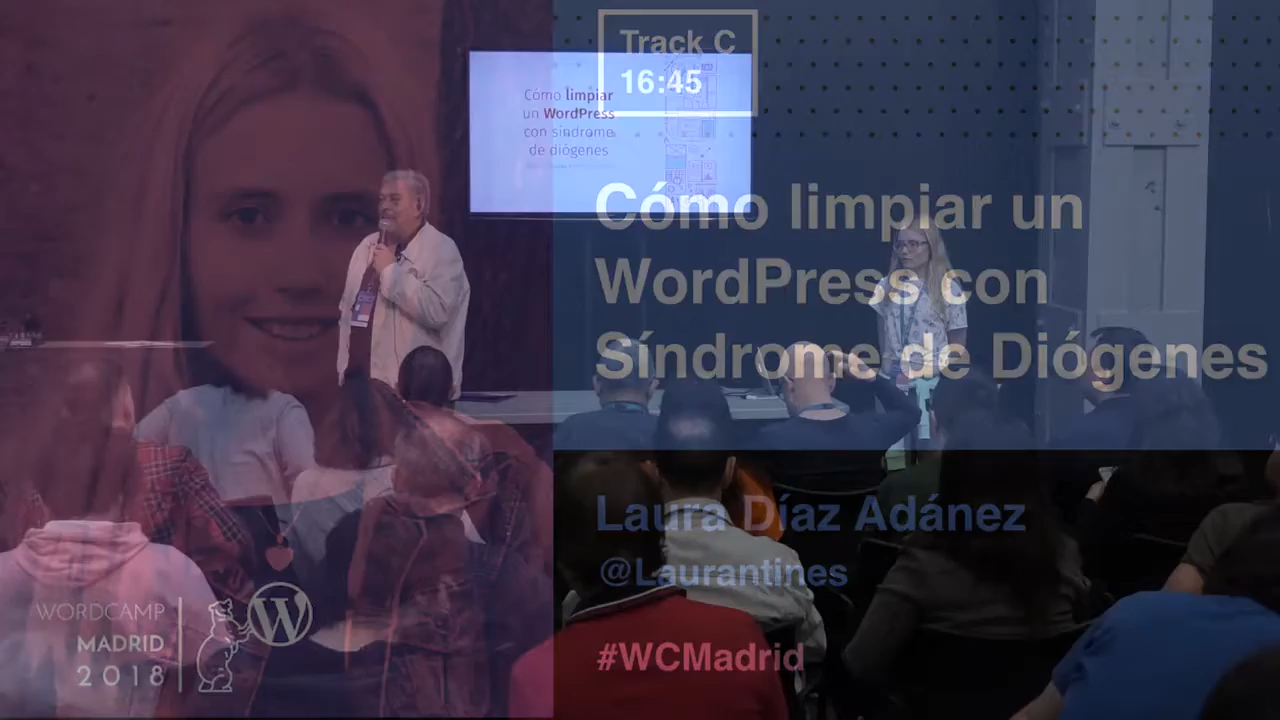 Track C
16:45
Cómo limpiar
un WordPress
con síndrome
de diógenes
Cómo limpiar un
WordPress con
Síndrome de Diógenes
Laura Díaz Adánez
@Laurantines
#WCMadrid
WORDCAMP
MADRID
2018